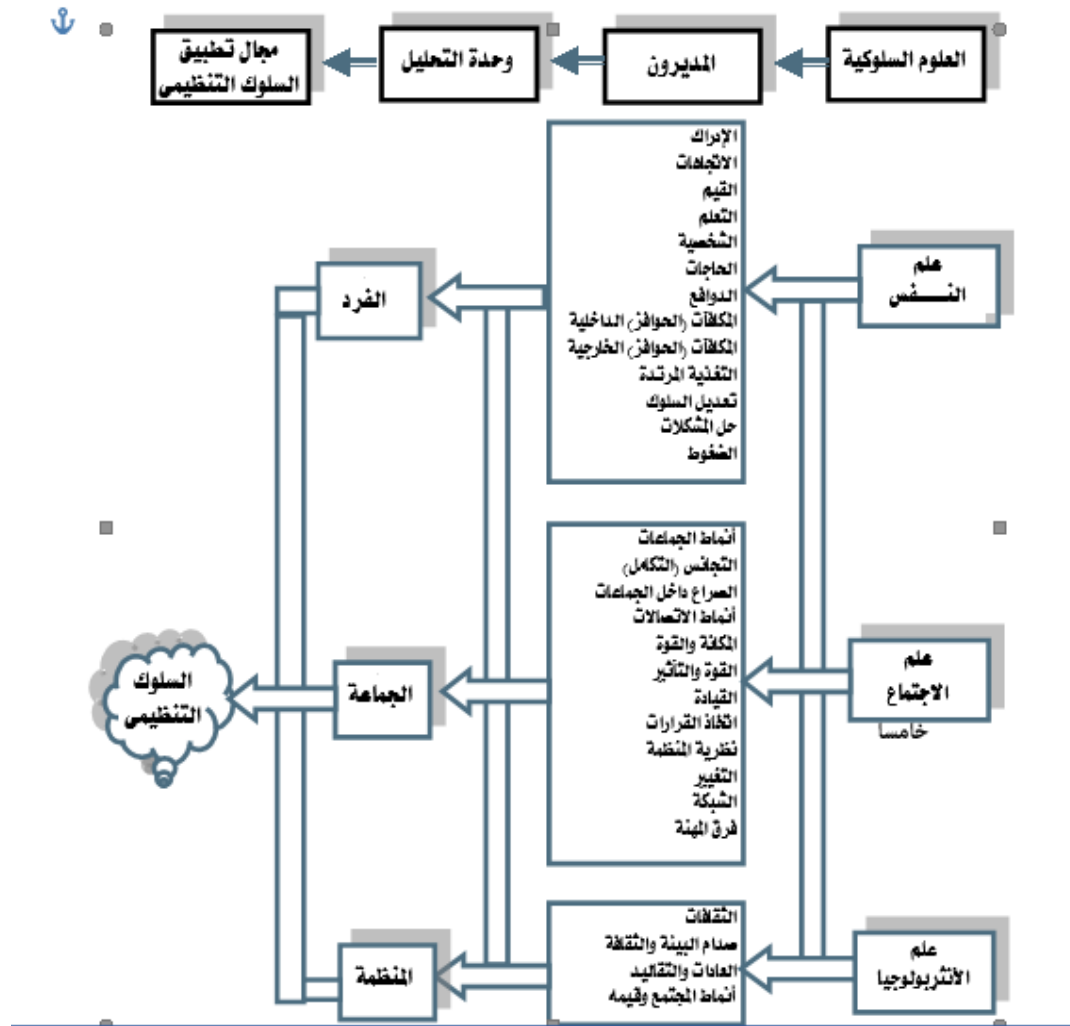 العلوم السلوكية
المديرون
وحدة التحليل
مجال تطبيق
السلوك التنظيمى
علم
النـــــفس
الإدراك
الاتجاهات
القيم
التعلم
الشخصية
الحاجات
الدوافع
المكافآت (الحوافز) الداخلية
المكافآت (الحوافز) الخارجية
التغذية المرتدة
تعديل السلوك
حل المشكلات
الضغوط
الفرد
علم
الاجتماع
خامسا
أنماط الجماعات
التجانس (التكامل)
الصراع داخل الجماعات
أنماط الاتصالات
المكانة والقوة
القوة والتأثير
القيادة
اتخاذ القرارات
نظرية المنظمة
التغيير
الشبكة
فرق المهنة
الجماعة
السلوك
التنظيمى
علم
الأنثربولوجيا
الثقافات
صدام البيئة والثقافة
العادات والتقاليد
أنماط المجتمع وقيمه
المنظمة